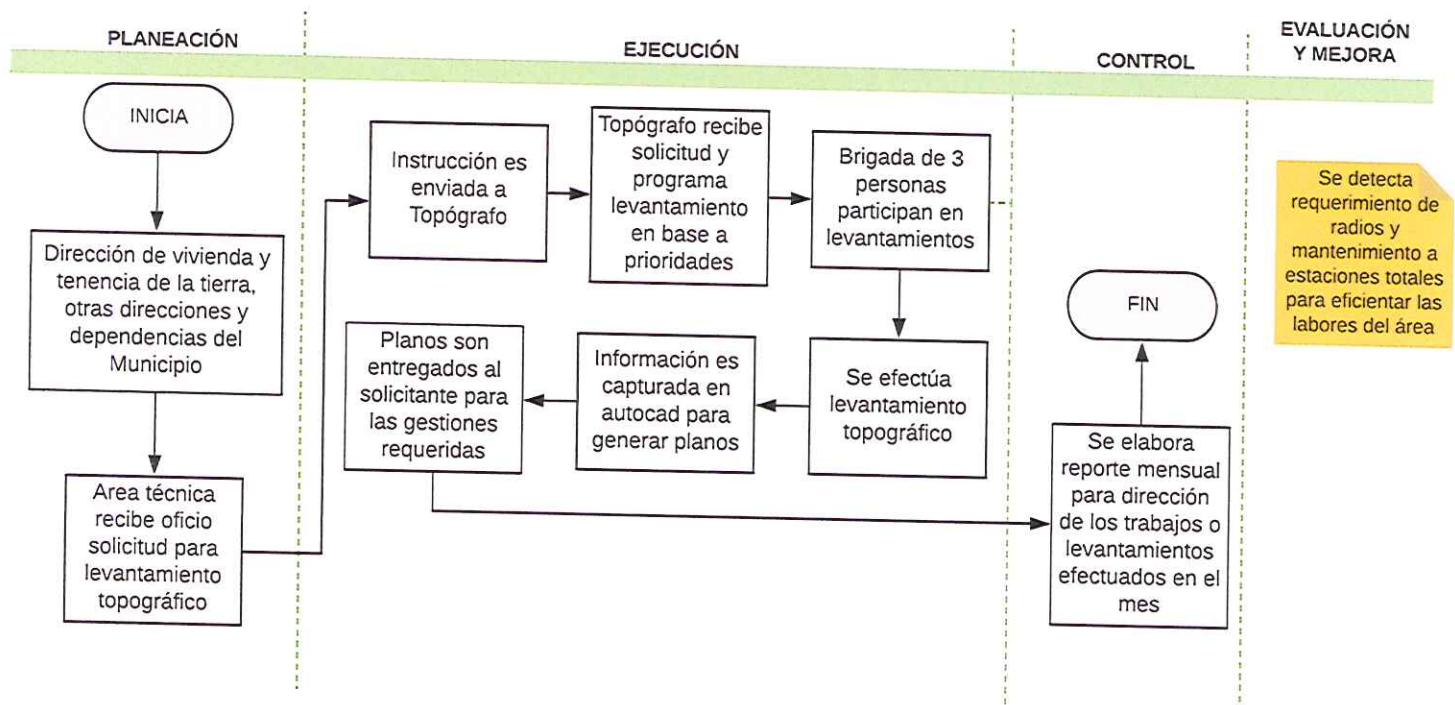 PLANEACIÓN
EJECUCIÓN
CONTROL
EVALUACIÓN
Y MEJORA
INICIA
Dirección de vivienda y
tenencia de la tierra,
otras direcciones y
dependencias del
Municipio
Area técnica
recibe oficio
solicitud para
levantamiento
topográfico
Instrucción es
enviada a
Topógrafo
Topógrafo recibe
solicitud y
programa
levantamiento
en base a
prioridades
Brigada de 3
personas
participan en
levantamientos
Se efectúa
levantamiento
topográfico
Información es
capturada en
autocad para
generar planos
Planos son
entregados al
solicitante para
las gestiones
requeridas
Se elabora
reporte mensual
para dirección
de los trabajos o
levantamientos
efectuados en el
mes
FIN
Se detecta
requerimiento de
radios y
mantenimiento a
estaciones totales
para eficientar las
labores del área